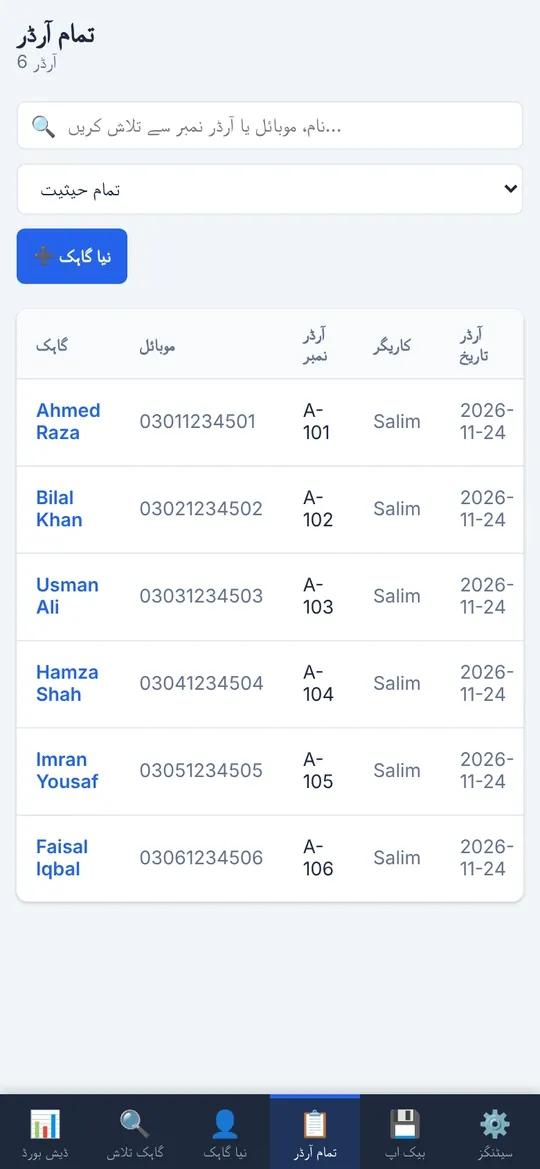 تمام آرڈر
6 آرڈر
نام، موبائل یا آرڈر نمبر سے تلاش کریں...
تمام حیثیت
➕ نیا گاہک
گاہک موبائل آرڈر نمبر کاریگر آرڈر تاریخ
Ahmed Raza 03011234501 A-101 Salim 2026-11-24
Bilal Khan 03021234502 A-102 Salim 2026-11-24
Usman Ali 03031234503 A-103 Salim 2026-11-24
Hamza Shah 03041234504 A-104 Salim 2026-11-24
Imran Yousaf 03051234505 A-105 Salim 2026-11-24
Faisal Iqbal 03061234506 A-106 Salim 2026-11-24
ڈیش بورڈ
گاہک تلاش
نیا گاہک
تمام آرڈر
بیک اپ
سیٹنگز